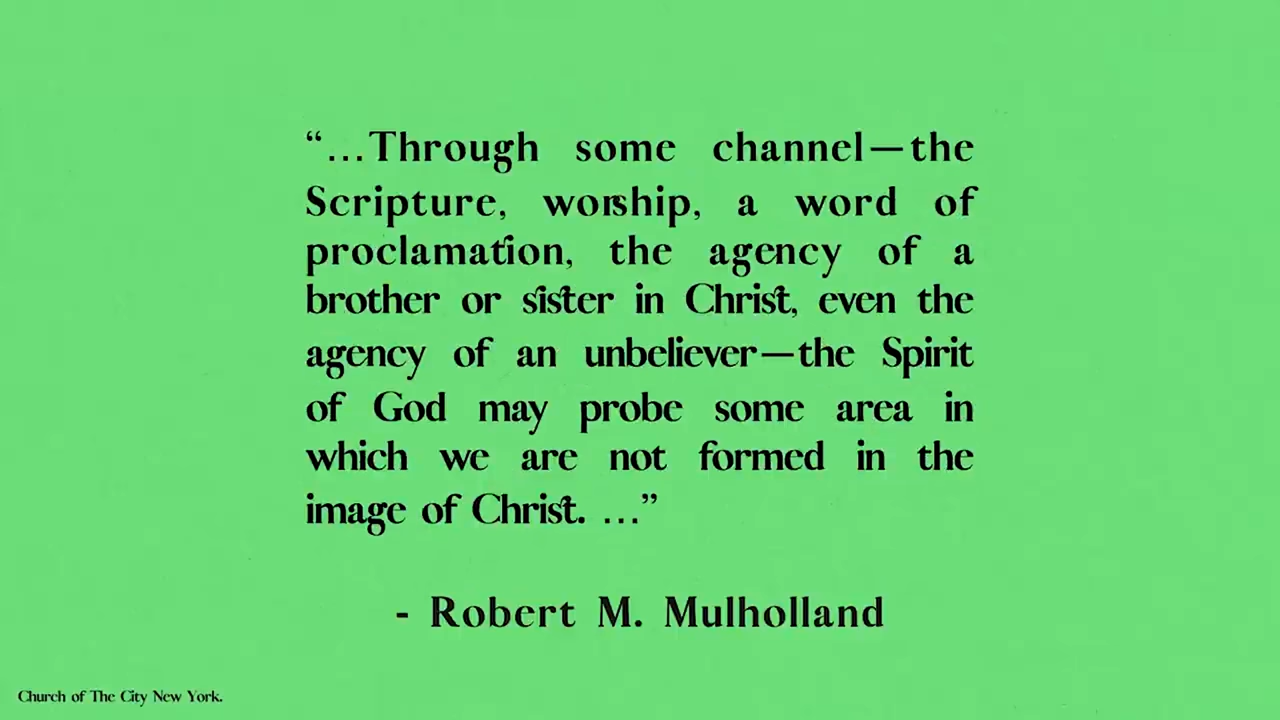 “...Through some channel—the
Scripture, worship, a word of
proclamation, the agency of a
brother or sister in Christ, even the
agency of an unbeliever—the Spirit
of God may probe some area in
which we are not formed in the
image of Christ. ...”
- Robert M. Mulholland
Church of The City New York.